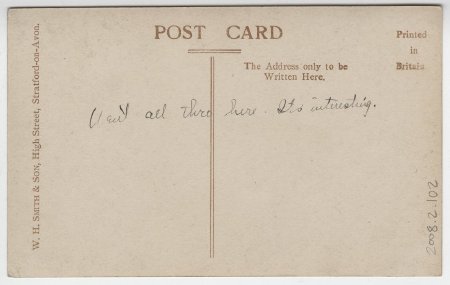 POST CARD
Printed
in
Britain
The Address only to be
Written Here.
W. H. SMITH & SON, High Street, Stratford-on-Avon.
Went all thro here. It's interesting.
2008.2.102